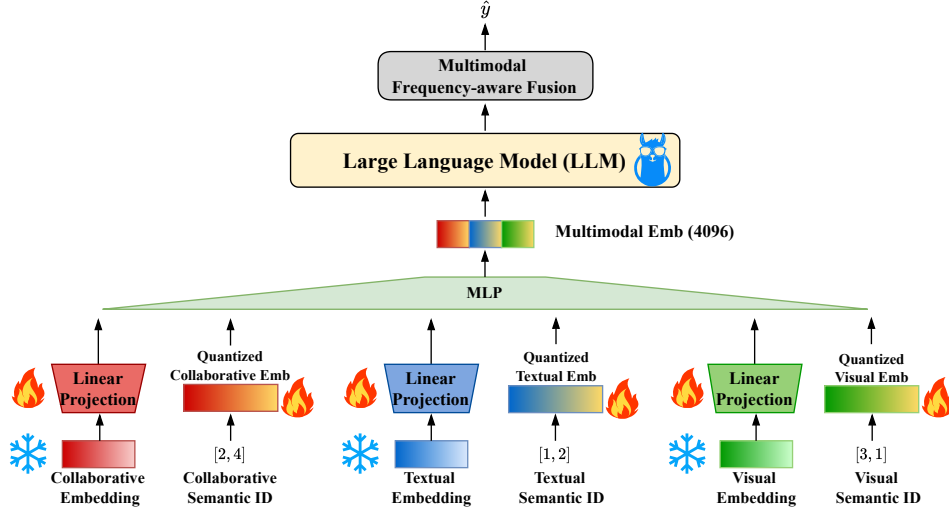 ŷ
Multimodal
Frequency-aware Fusion
Large Language Model (LLM)
Multimodal Emb (4096)
MLP
Linear
Projection
Quantized
Collaborative Emb
Linear
Projection
Quantized
Textual Emb
Linear
Projection
Quantized
Visual Emb
Collaborative
Embedding
[2, 4]
Collaborative
Semantic ID
Textual
Embedding
[1, 2]
Textual
Semantic ID
Visual
Embedding
[3, 1]
Visual
Semantic ID